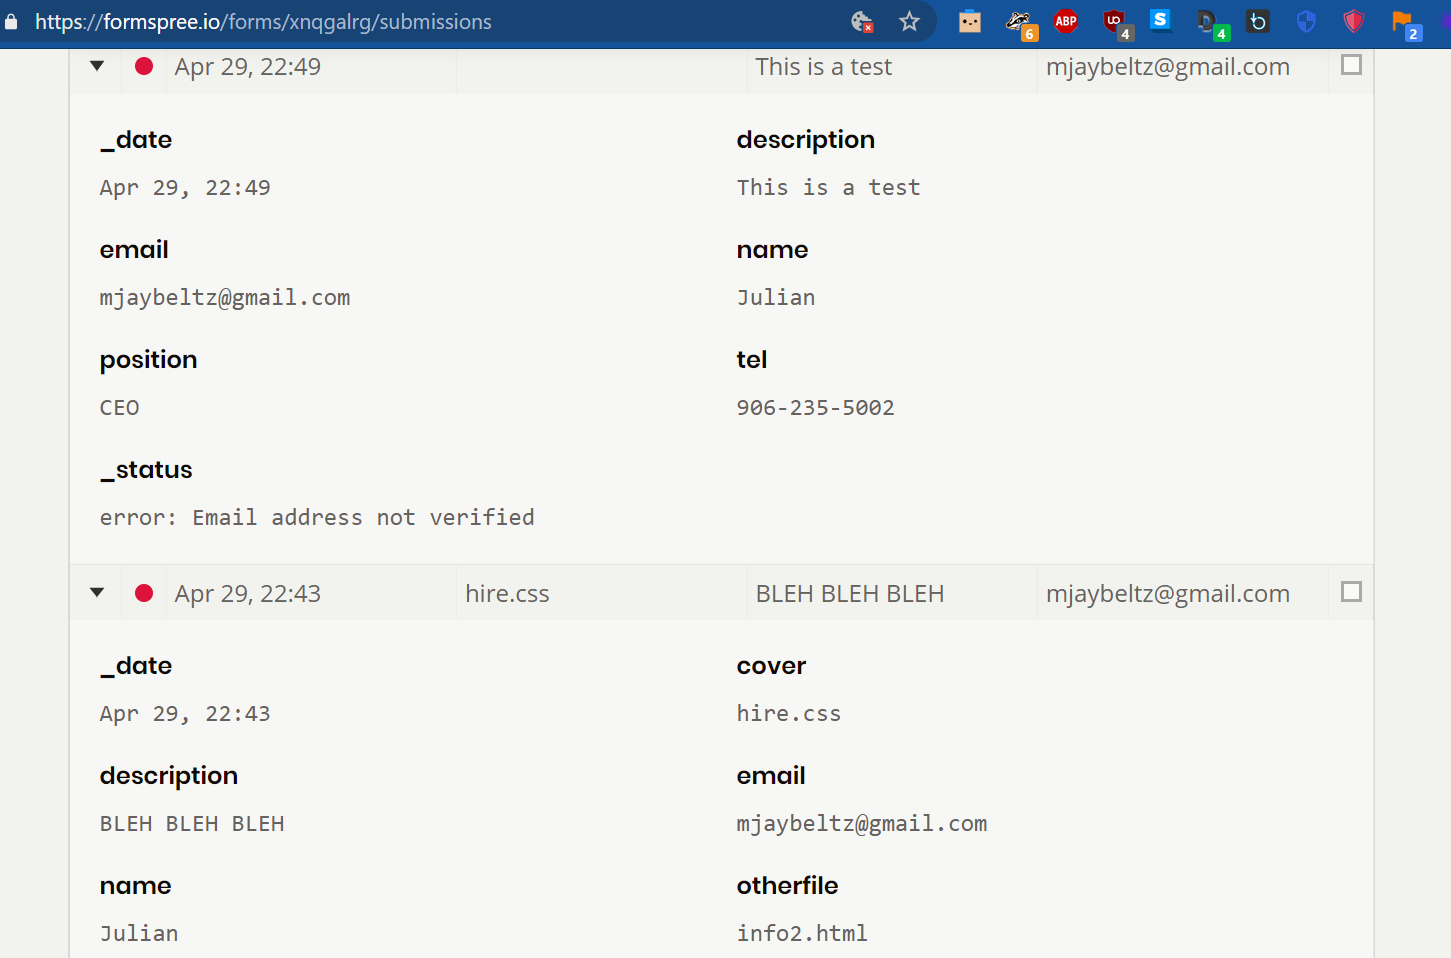 https://formspree.io/forms/xnqgalrg/submissions
6 ABP uo 4 S D 4 b 2
Apr 29, 22:49 This is a test mjaybeltz@gmail.com
_date description
Apr 29, 22:49 This is a test
email name
mjaybeltz@gmail.com Julian
position tel
CEO 906-235-5002
_status
error: Email address not verified
Apr 29, 22:43 hire.css BLEH BLEH BLEH mjaybeltz@gmail.com
_date cover
Apr 29, 22:43 hire.css
description email
BLEH BLEH BLEH mjaybeltz@gmail.com
name otherfile
Julian info2.html